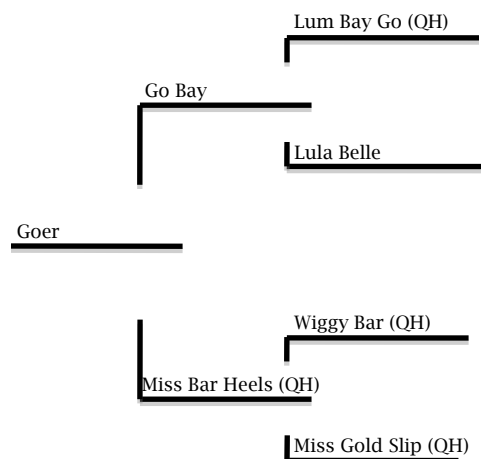 Lum Bay Go (QH)
Go Bay
Lula Belle
Goer
Wiggy Bar (QH)
Miss Bar Heels (QH)
Miss Gold Slip (QH)